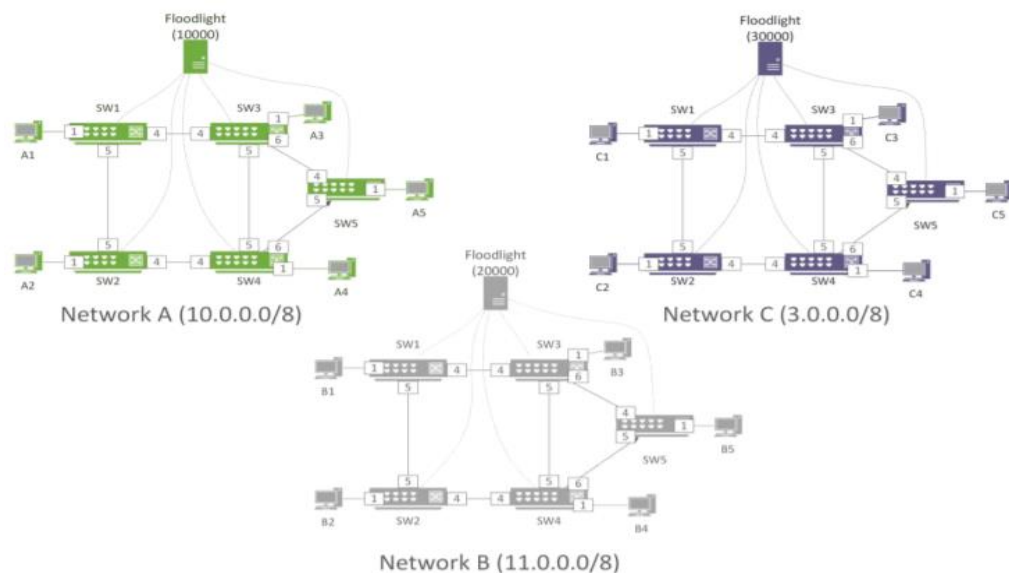 Floodlight
(10000)
SW1
SW3
1
A3
A1
1
4
4
6
5
5
4
1
A5
5
SW5
5
5
6
A2
1
4
4
1
A4
SW2
SW4
Network A (10.0.0.0/8)
Floodlight
(30000)
SW1
SW3
1
C3
C1
1
4
4
6
5
5
4
1
C5
5
SW5
5
5
6
C2
1
4
4
1
C4
SW2
SW4
Network C (3.0.0.0/8)
Floodlight
(20000)
SW1
SW3
1
B3
B1
1
4
4
6
5
5
4
1
B5
5
SW5
5
5
6
B2
1
4
4
1
B4
SW2
SW4
Network B (11.0.0.0/8)